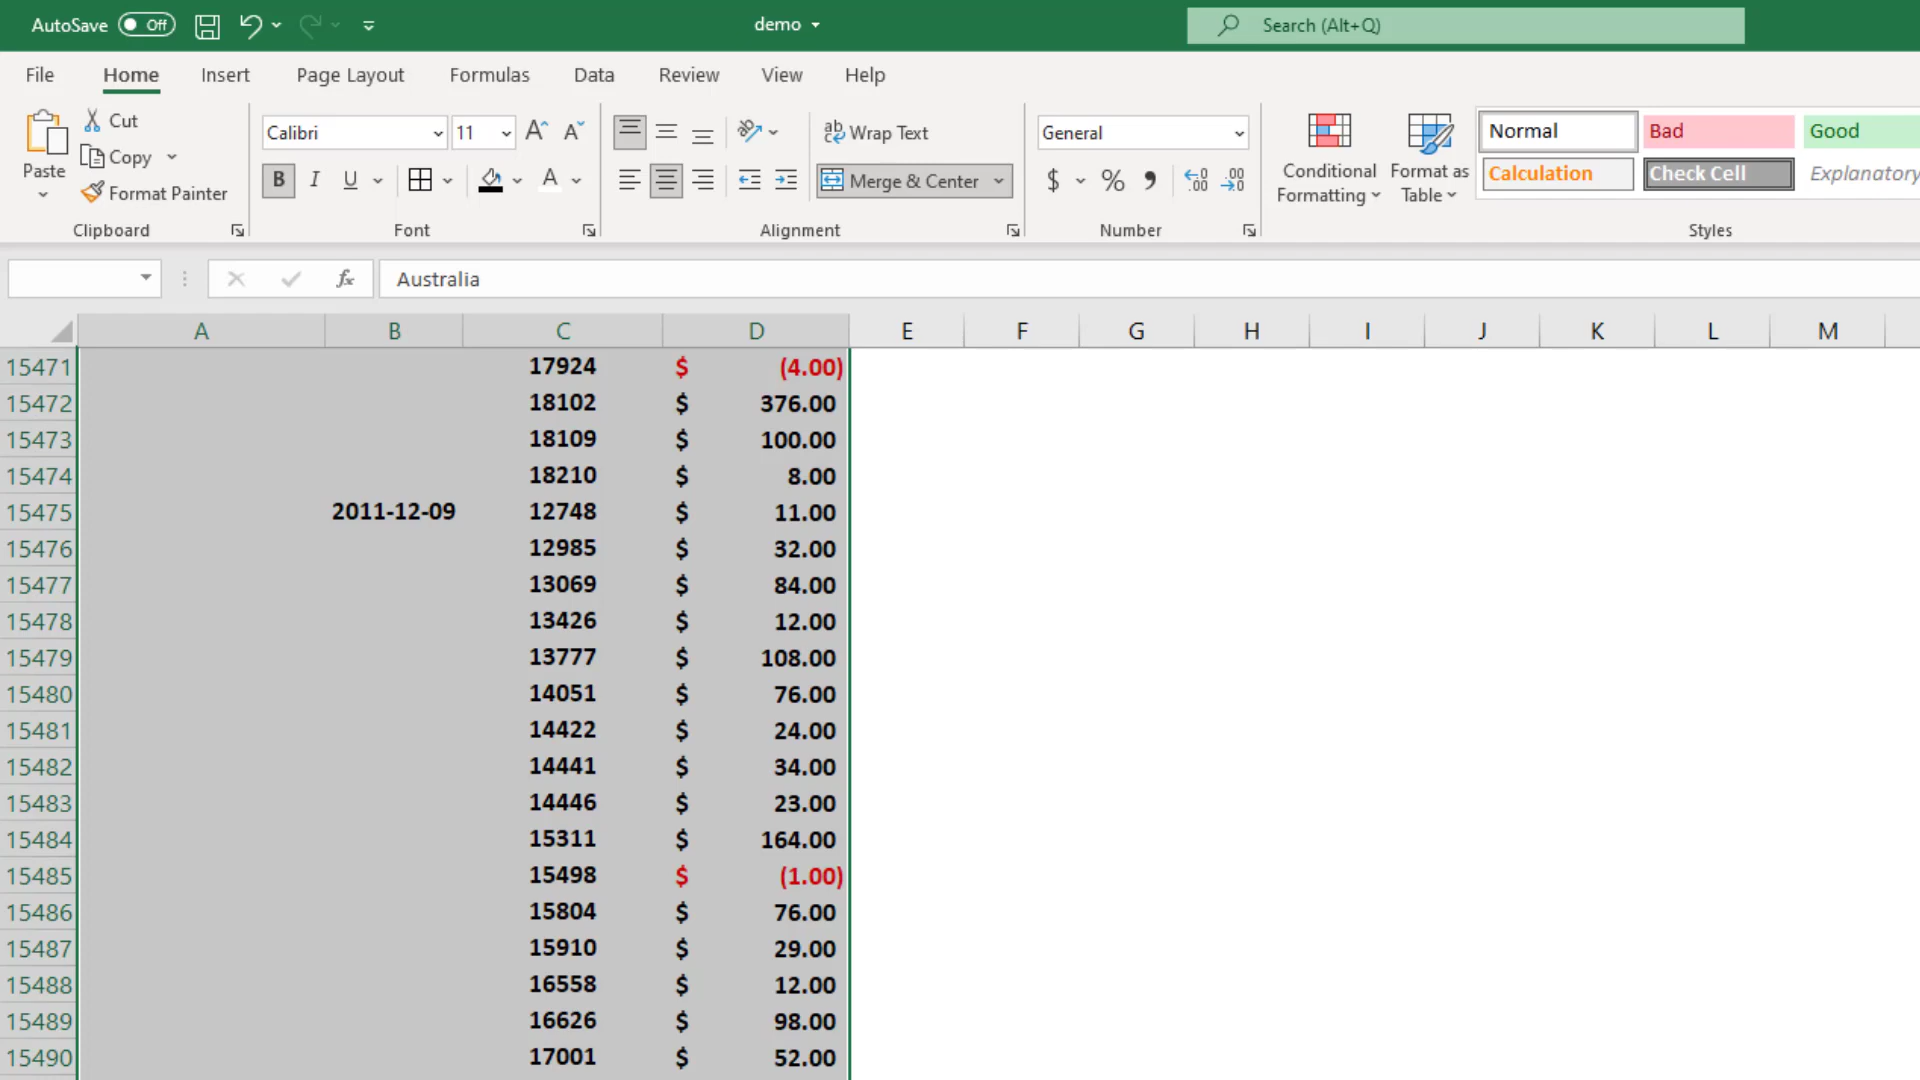 AutoSave Off demo Search (Alt+Q)
File Home Insert Page Layout Formulas Data Review View Help
Paste Cut Copy Format Painter Clipboard
Calibri 11 A A B I U A Font
ab Wrap Text Merge & Center Alignment
General $ % Number
Conditional Formatting Format as Table
Normal Bad Good
Calculation Check Cell Explanatory
Styles
fx Australia
A B C D E F G H I J K L M
15471 17924 $ (4.00)
15472 18102 $ 376.00
15473 18109 $ 100.00
15474 18210 $ 8.00
15475 2011-12-09 12748 $ 11.00
15476 12985 $ 32.00
15477 13069 $ 84.00
15478 13426 $ 12.00
15479 13777 $ 108.00
15480 14051 $ 76.00
15481 14422 $ 24.00
15482 14441 $ 34.00
15483 14446 $ 23.00
15484 15311 $ 164.00
15485 15498 $ (1.00)
15486 15804 $ 76.00
15487 15910 $ 29.00
15488 16558 $ 12.00
15489 16626 $ 98.00
15490 17001 $ 52.00